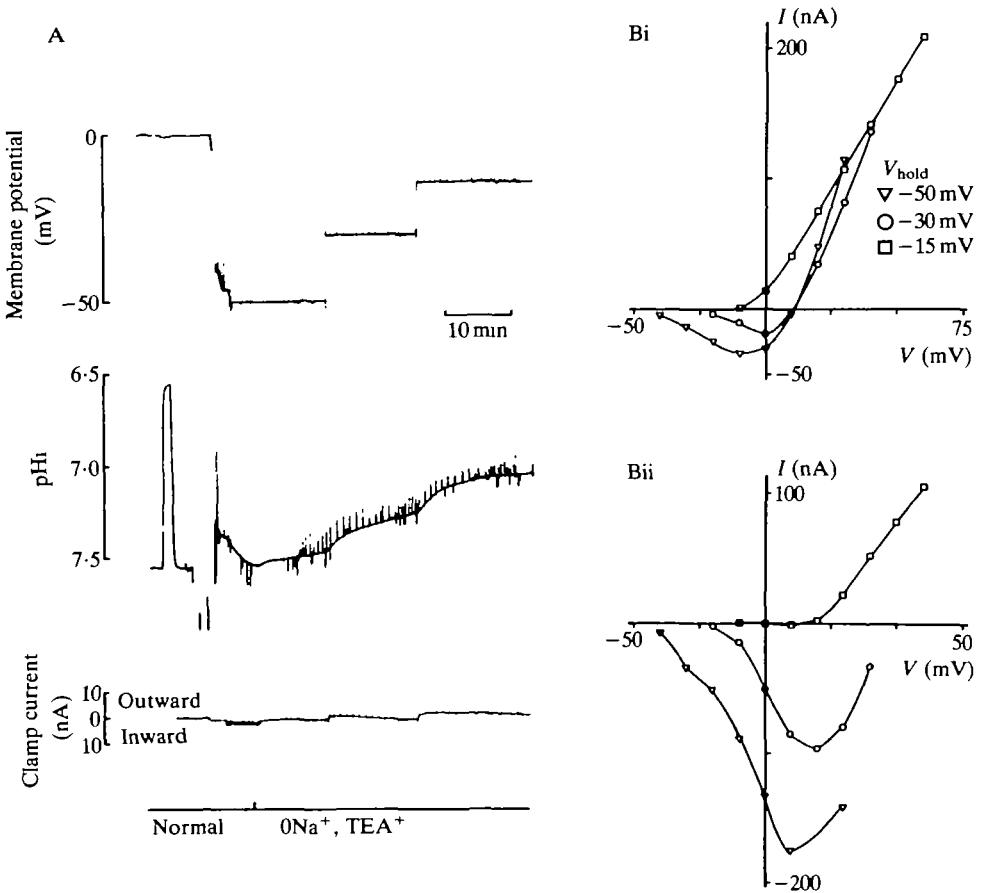 A
Membrane potential
(mV)
0
−50
10 min
pHi
6·5
7·0
7·5
Clamp current
(nA)
10
0
10
Outward
Inward
Normal
0Na⁺, TEA⁺
Bi
I (nA)
200
V_hold
−50 mV
−30 mV
−15 mV
−50
75
V (mV)
−50
Bii
I (nA)
100
−50
50
V (mV)
−200